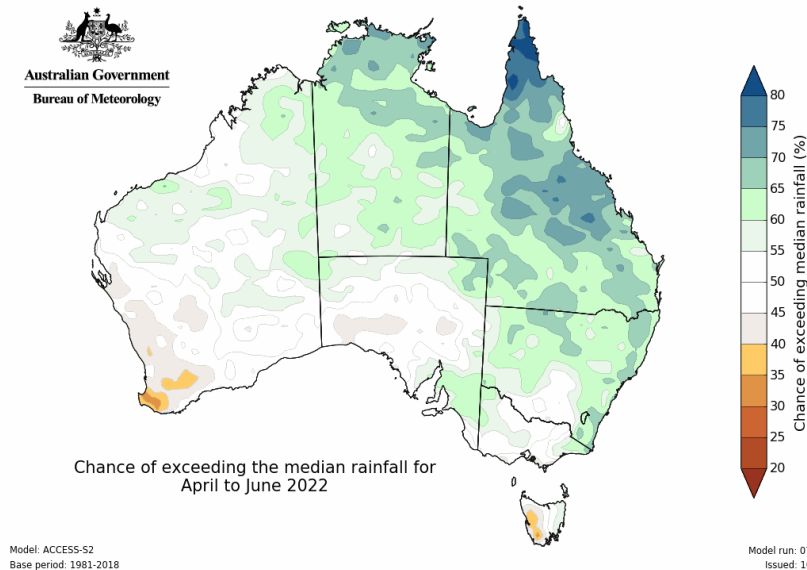 Australian Government
Bureau of Meteorology
80
75
70
65
60
55
50
45
40
35
30
25
20
Chance of exceeding median rainfall (%)
Chance of exceeding the median rainfall for
April to June 2022
Model: ACCESS-S2
Base period: 1981-2018
Model run: 0
Issued: 1